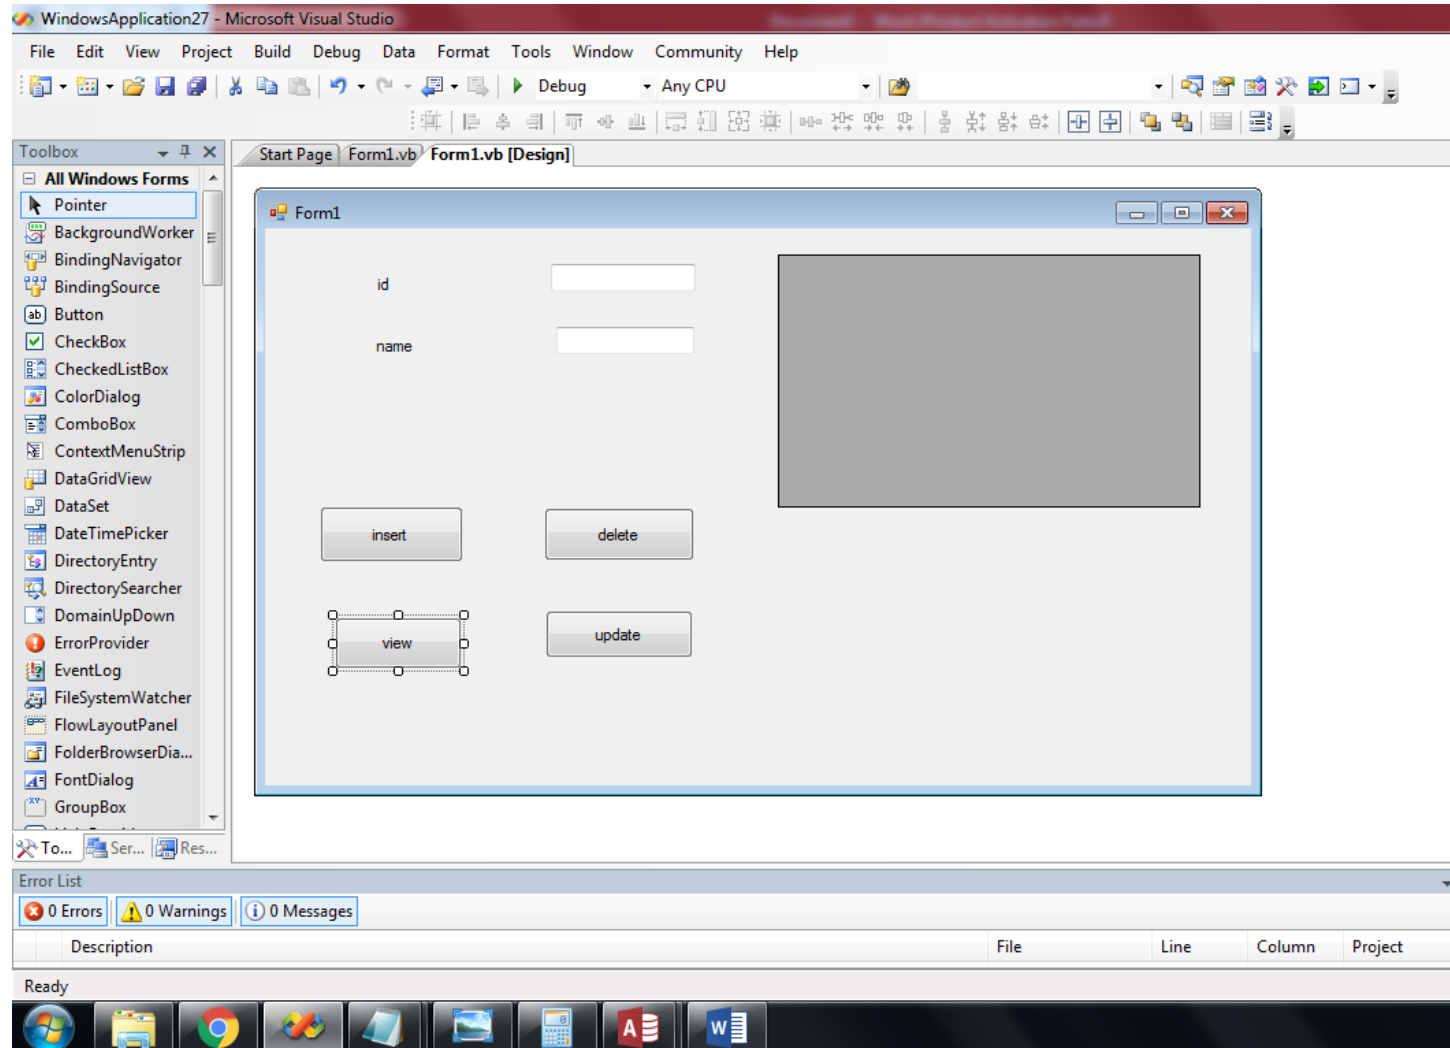 WindowsApplication27 - Microsoft Visual Studio
File Edit View Project Build Debug Data Format Tools Window Community Help
Debug Any CPU
Toolbox
Start Page Form1.vb Form1.vb [Design]
All Windows Forms
Pointer
BackgroundWorker
BindingNavigator
BindingSource
Button
CheckBox
CheckedListBox
ColorDialog
ComboBox
ContextMenuStrip
DataGridView
DataSet
DateTimePicker
DirectoryEntry
DirectorySearcher
DomainUpDown
ErrorProvider
EventLog
FileSystemWatcher
FlowLayoutPanel
FolderBrowserDia...
FontDialog
GroupBox
To... Ser... Res...
Form1
id
name
insert delete
view update
Error List
0 Errors 0 Warnings 0 Messages
Description File Line Column Project
Ready